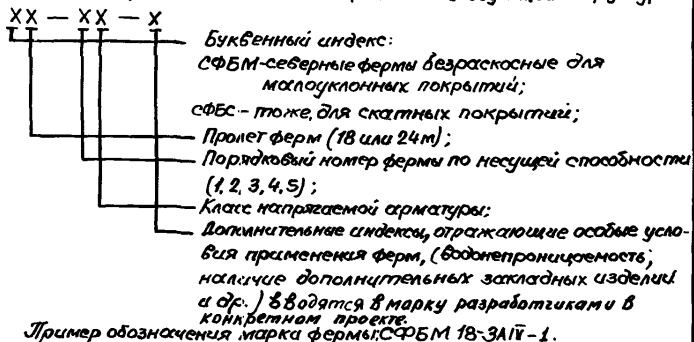 XX – XX – X
Буквенный индекс:
СФБМ-северные фермы безраскосные для
малоуклонных покрытий;
СФБС – тоже, для скатных покрытий;
Пролет ферм (18 или 24м);
Порядковый номер фермы по несущей способности
(1, 2, 3, 4, 5);
Класс напрягаемой арматуры;
Дополнительные индексы, отражающие особые усло-
вия применения ферм, (водонепроницаемость,
наличие дополнительных закладных изделий
и др.) вводятся в марку разработчиками в
конкретном проекте.
Пример обозначения марка фермы: СФБМ 18-3АIV-1.